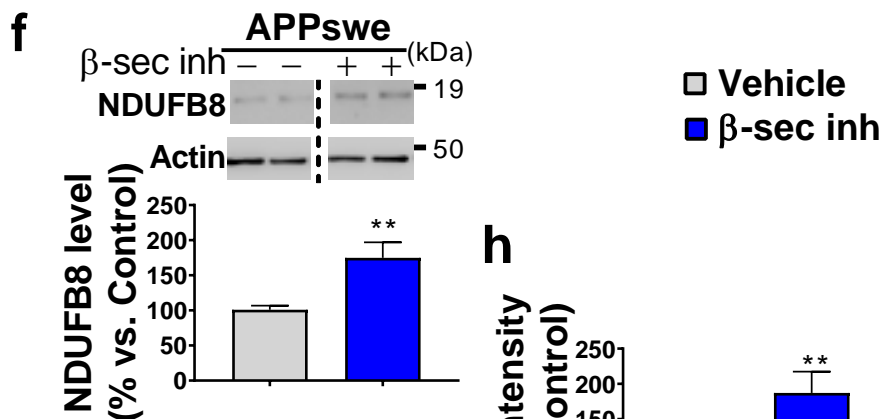 f
APPswe
β-sec inh − − + + (kDa)
NDUFB8 19
Actin 50
Vehicle
β-sec inh
NDUFB8 level
(% vs. Control)
250
200
150
100
50
0
**
h
250
200
150
**